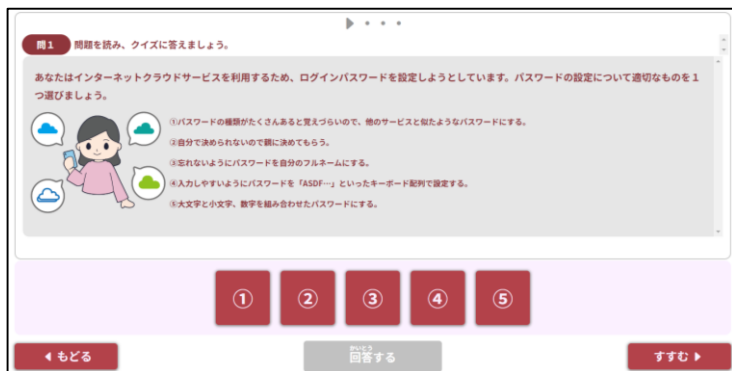 問1 問題を読み、クイズに答えましょう。
あなたはインターネットクラウドサービスを利用するため、ログインパスワードを設定しようとしています。パスワードの設定について適切なものを1
つ選びましょう。
①パスワードの種類がたくさんあると覚えづらいので、他のサービスと似たようなパスワードにする。
②自分で決められないので親に決めてもらう。
③忘れないようにパスワードを自分のフルネームにする。
④入力しやすいようにパスワードを「ASDF…」といったキーボード配列で設定する。
⑤大文字と小文字、数字を組み合わせたパスワードにする。
① ② ③ ④ ⑤
かいとう
もどる 回答する すすむ